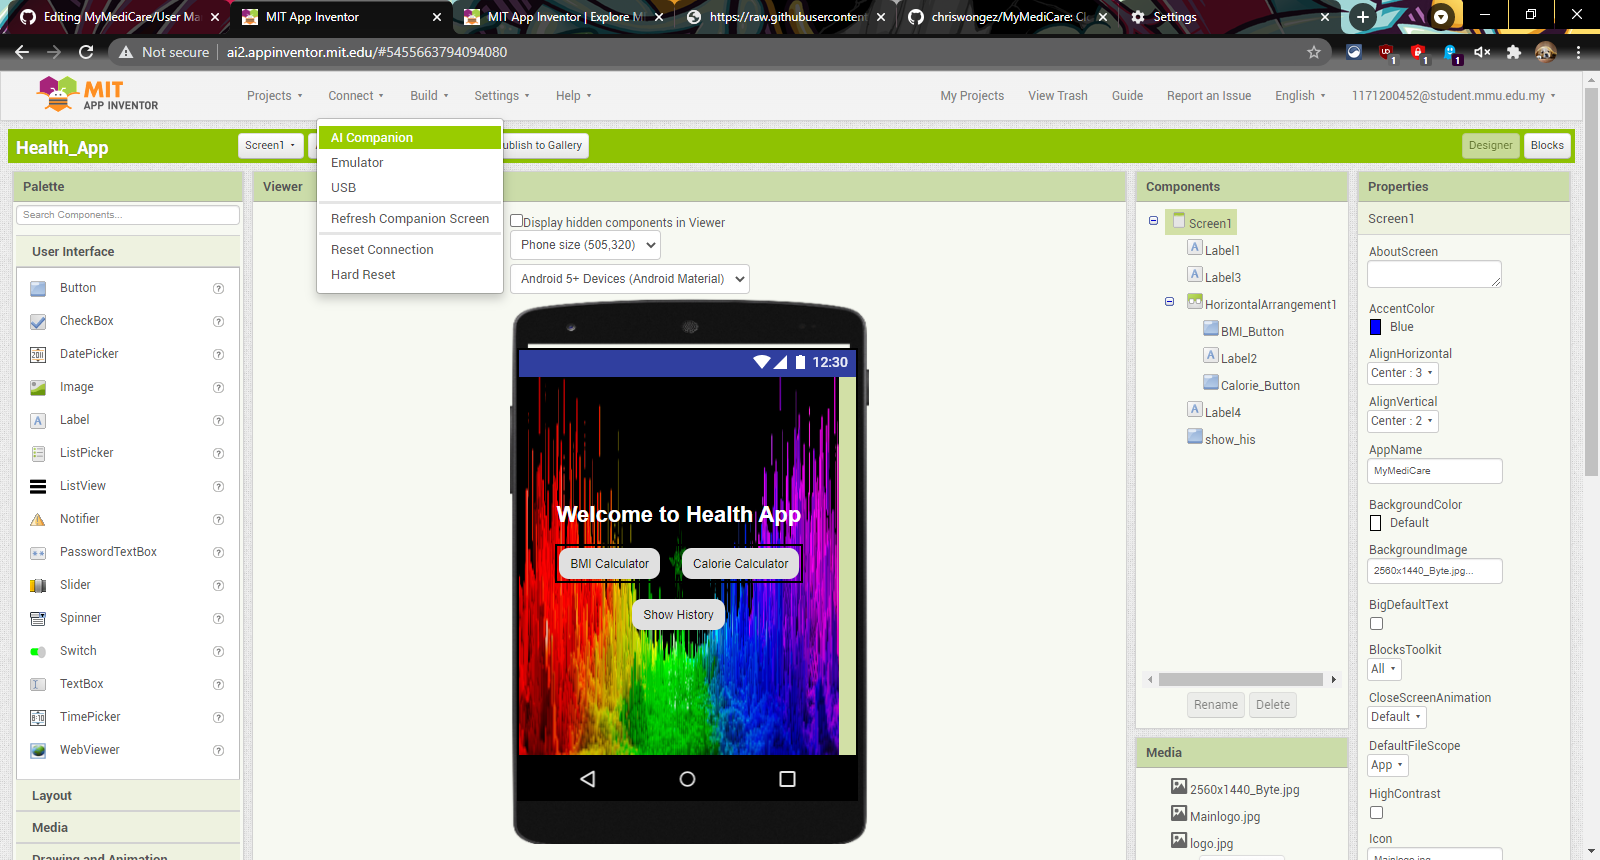 Editing MyMediCare/User Ma
MIT App Inventor
MIT App Inventor | Explore M
https://raw.githubusercontent
chriswongez/MyMediCare: Cl
Settings
Not secure
ai2.appinventor.mit.edu/#5455663794094080
1
1
1
MIT
APP INVENTOR
Projects
Connect
Build
Settings
Help
My Projects
View Trash
Guide
Report an Issue
English
1171200452@student.mmu.edu.my
Health_App
Screen1
ublish to Gallery
Designer
Blocks
AI Companion
Emulator
USB
Refresh Companion Screen
Reset Connection
Hard Reset
Palette
Search Components...
User Interface
Button
CheckBox
DatePicker
Image
Label
ListPicker
ListView
Notifier
PasswordTextBox
Slider
Spinner
Switch
TextBox
TimePicker
WebViewer
Layout
Media
Drawing and Animation
Viewer
Display hidden components in Viewer
Phone size (505,320)
Android 5+ Devices (Android Material)
12:30
Welcome to Health App
BMI Calculator
Calorie Calculator
Show History
Components
Screen1
Label1
Label3
HorizontalArrangement1
BMI_Button
Label2
Calorie_Button
Label4
show_his
Rename
Delete
Media
2560x1440_Byte.jpg
Mainlogo.jpg
logo.jpg
Properties
Screen1
AboutScreen
AccentColor
Blue
AlignHorizontal
Center : 3
AlignVertical
Center : 2
AppName
MyMediCare
BackgroundColor
Default
BackgroundImage
2560x1440_Byte.jpg...
BigDefaultText
BlocksToolkit
All
CloseScreenAnimation
Default
DefaultFileScope
App
HighContrast
Icon
Mainlogo.jpg